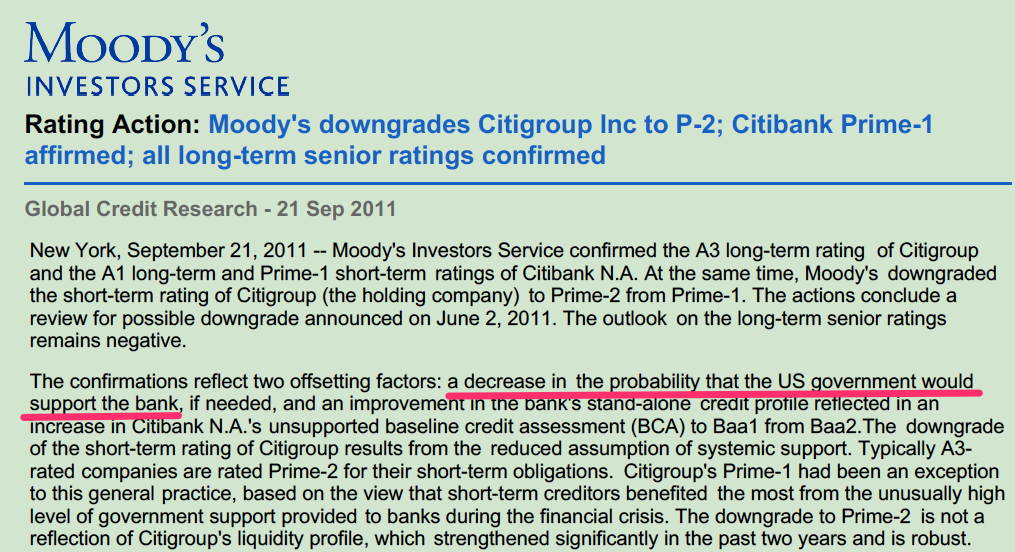 MOODY'S
INVESTORS SERVICE
Rating Action: Moody's downgrades Citigroup Inc to P-2; Citibank Prime-1
affirmed; all long-term senior ratings confirmed
Global Credit Research - 21 Sep 2011
New York, September 21, 2011 -- Moody's Investors Service confirmed the A3 long-term rating of Citigroup
and the A1 long-term and Prime-1 short-term ratings of Citibank N.A. At the same time, Moody's downgraded
the short-term rating of Citigroup (the holding company) to Prime-2 from Prime-1. The actions conclude a
review for possible downgrade announced on June 2, 2011. The outlook on the long-term senior ratings
remains negative.
The confirmations reflect two offsetting factors: a decrease in the probability that the US government would
support the bank, if needed, and an improvement in the bank's stand-alone credit profile reflected in an
increase in Citibank N.A.'s unsupported baseline credit assessment (BCA) to Baa1 from Baa2.The downgrade
of the short-term rating of Citigroup results from the reduced assumption of systemic support. Typically A3-
rated companies are rated Prime-2 for their short-term obligations. Citigroup's Prime-1 had been an exception
to this general practice, based on the view that short-term creditors benefited the most from the unusually high
level of government support provided to banks during the financial crisis. The downgrade to Prime-2 is not a
reflection of Citigroup's liquidity profile, which strengthened significantly in the past two years and is robust.